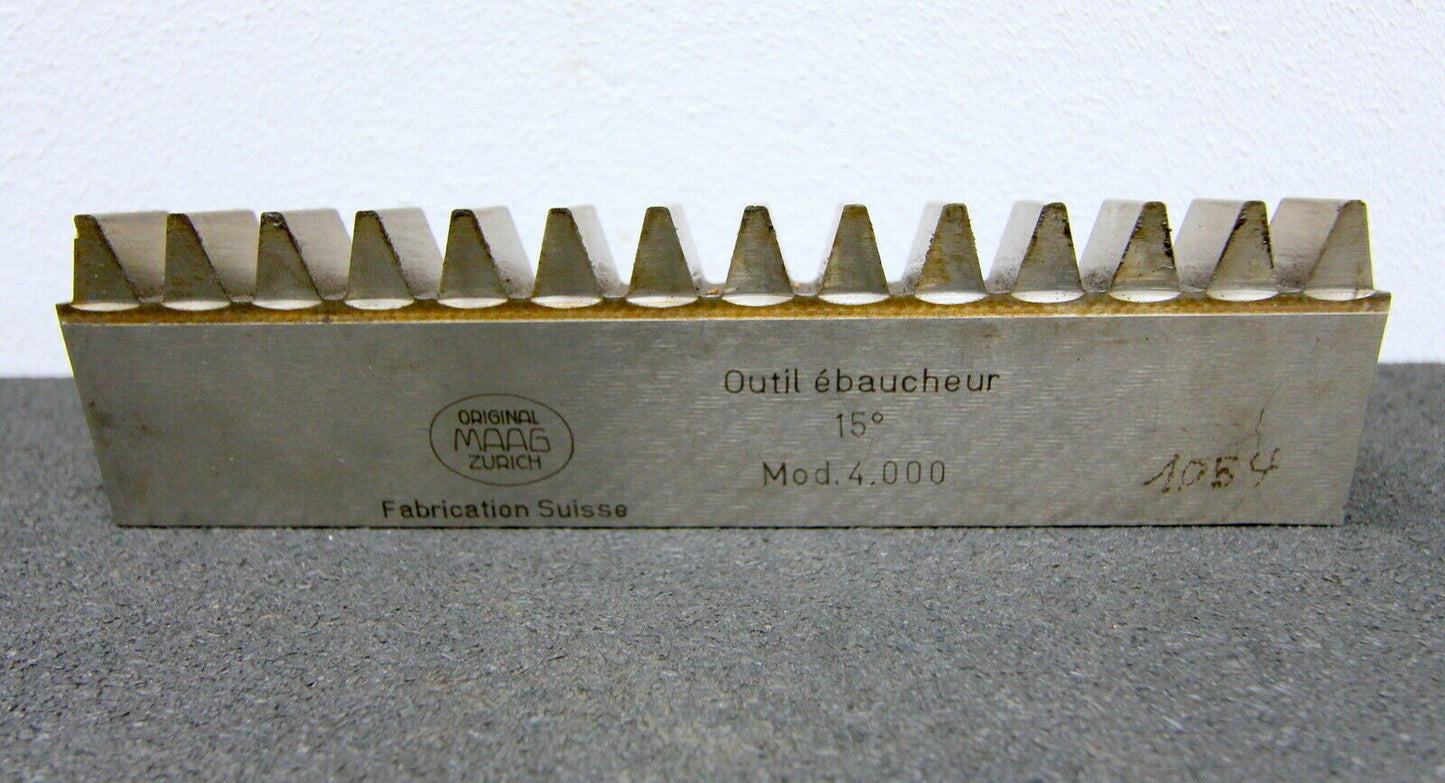 ORIGINAL
MAAG
ZURICH
Fabrication Suisse
Outil ébaucheur
15°
Mod. 4.000
1054